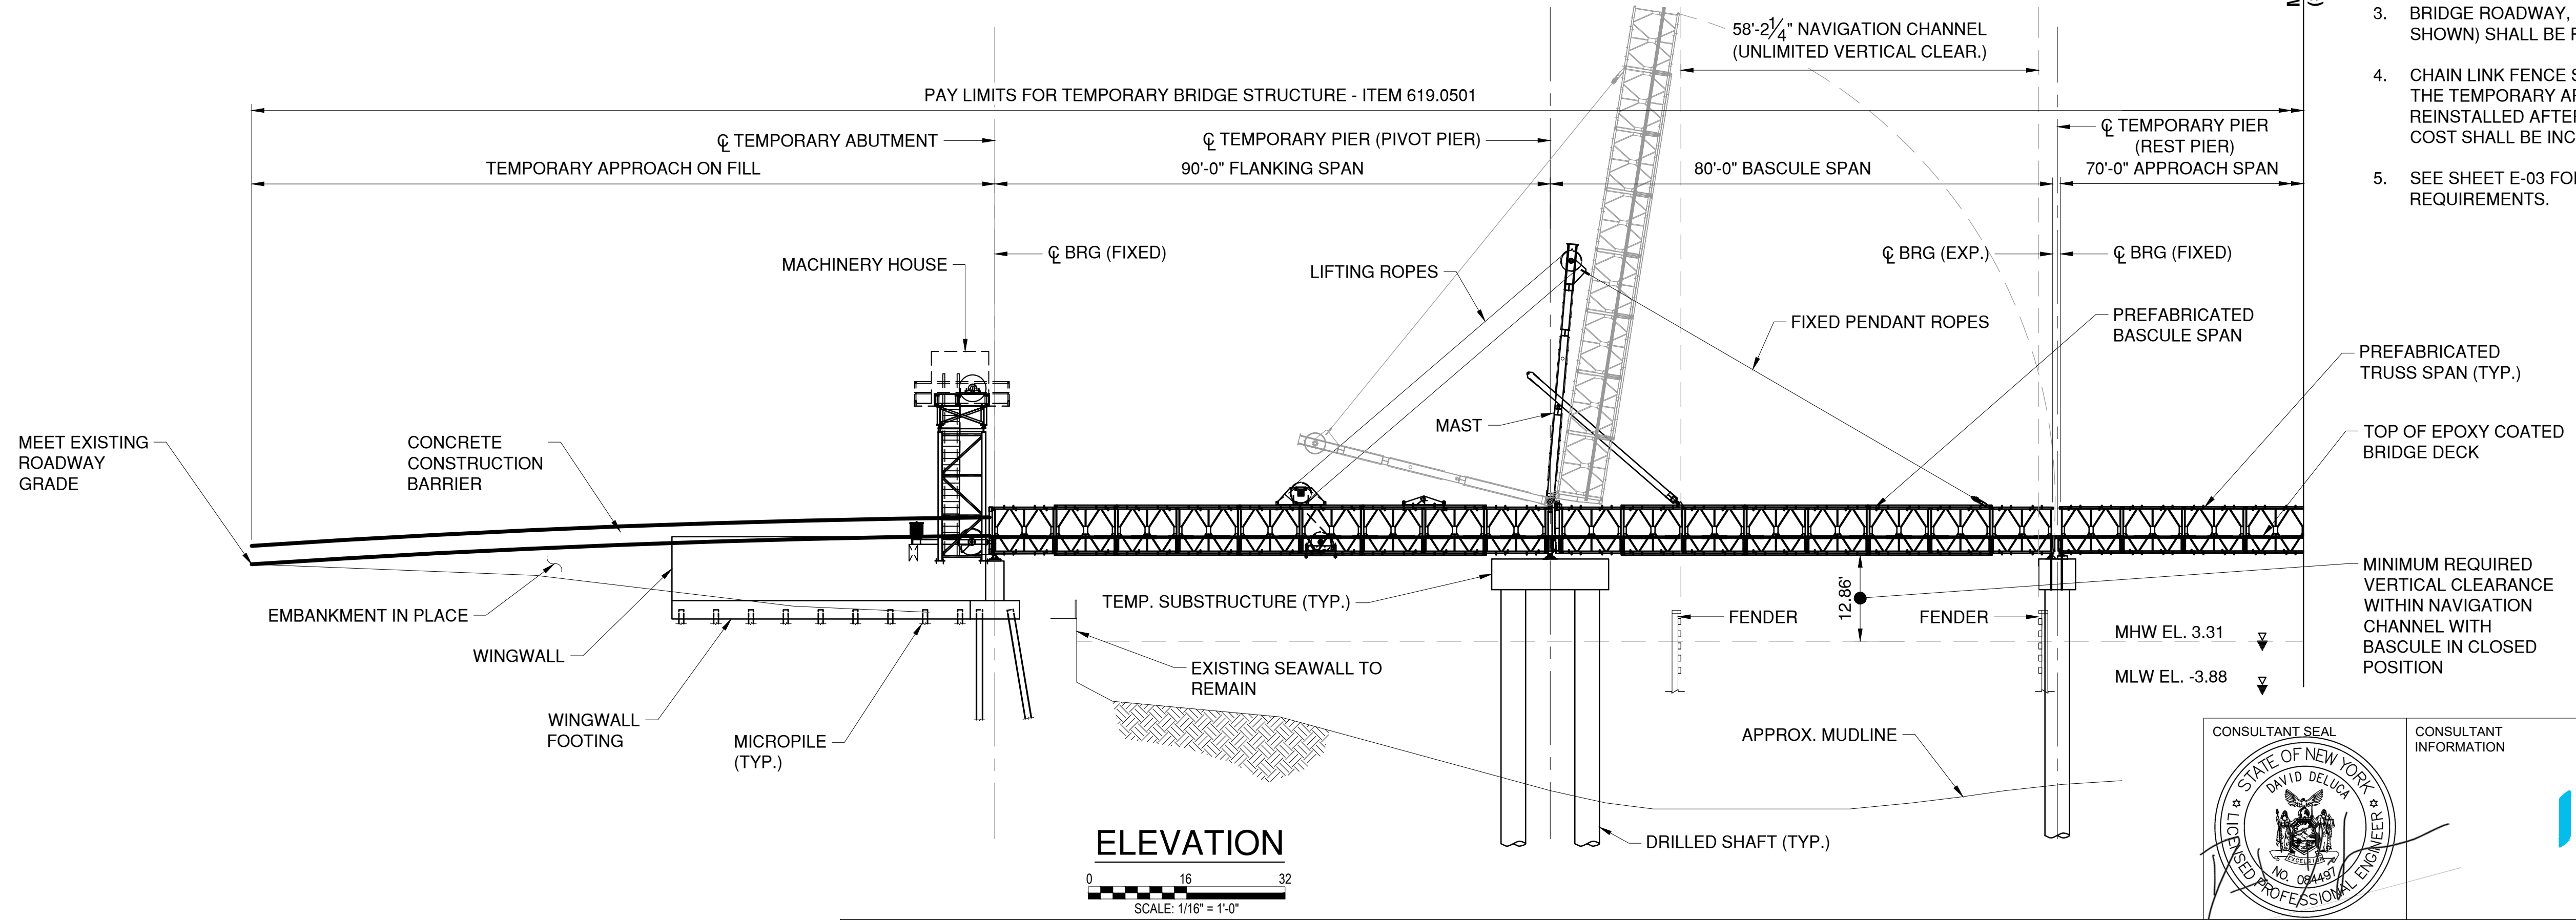 58'-2¼" NAVIGATION CHANNEL
(UNLIMITED VERTICAL CLEAR.)
3. BRIDGE ROADWAY,
SHOWN) SHALL BE
4. CHAIN LINK FENCE
THE TEMPORARY
REINSTALLED AFTER
COST SHALL BE
5. SEE SHEET E-03
REQUIREMENTS.
PAY LIMITS FOR TEMPORARY BRIDGE STRUCTURE - ITEM 619.0501
℄ TEMPORARY ABUTMENT
℄ TEMPORARY PIER (PIVOT PIER)
℄ TEMPORARY PIER
(REST PIER)
TEMPORARY APPROACH ON FILL
90'-0" FLANKING SPAN
80'-0" BASCULE SPAN
70'-0" APPROACH SPAN
MACHINERY HOUSE
℄ BRG (FIXED)
LIFTING ROPES
℄ BRG (EXP.)
℄ BRG (FIXED)
FIXED PENDANT ROPES
PREFABRICATED
BASCULE SPAN
PREFABRICATED
TRUSS SPAN (TYP.)
MAST
TOP OF EPOXY COATED
BRIDGE DECK
MEET EXISTING
ROADWAY
GRADE
CONCRETE
CONSTRUCTION
BARRIER
EMBANKMENT IN PLACE
WINGWALL
TEMP. SUBSTRUCTURE (TYP.)
FENDER
12.86'
FENDER
MINIMUM REQUIRED
VERTICAL CLEARANCE
WITHIN NAVIGATION
CHANNEL WITH
BASCULE IN CLOSED
POSITION
MHW EL. 3.31
MLW EL. -3.88
EXISTING SEAWALL TO
REMAIN
WINGWALL
FOOTING
MICROPILE
(TYP.)
APPROX. MUDLINE
DRILLED SHAFT (TYP.)
ELEVATION
0 16 32
SCALE: 1/16" = 1'-0"
CONSULTANT SEAL
CONSULTANT
INFORMATION
STATE OF NEW YORK
DAVID DELUCA
EXCELSIOR
NO. 084497
LICENSED PROFESSIONAL ENGINEER